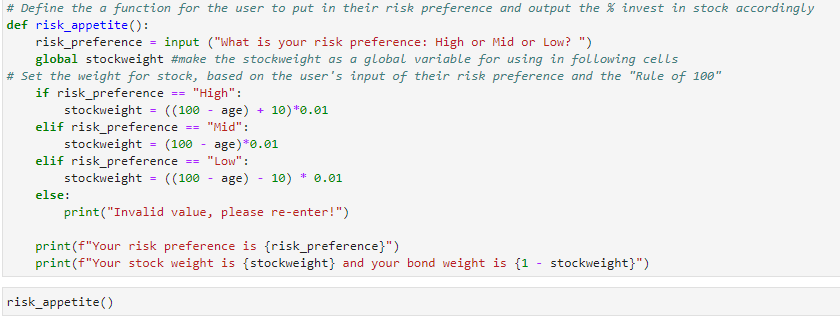 # Define the a function for the user to put in their risk preference and output the % invest in stock accordingly
def risk_appetite():
    risk_preference = input ("What is your risk preference: High or Mid or Low? ")
    global stockweight #make the stockweight as a global variable for using in following cells
# Set the weight for stock, based on the user's input of their risk preference and the "Rule of 100"
    if risk_preference == "High":
        stockweight = ((100 - age) + 10)*0.01
    elif risk_preference == "Mid":
        stockweight = (100 - age)*0.01
    elif risk_preference == "Low":
        stockweight = ((100 - age) - 10) * 0.01
    else:
        print("Invalid value, please re-enter!")

    print(f"Your risk preference is {risk_preference}")
    print(f"Your stock weight is {stockweight} and your bond weight is {1 - stockweight}")
risk_appetite()